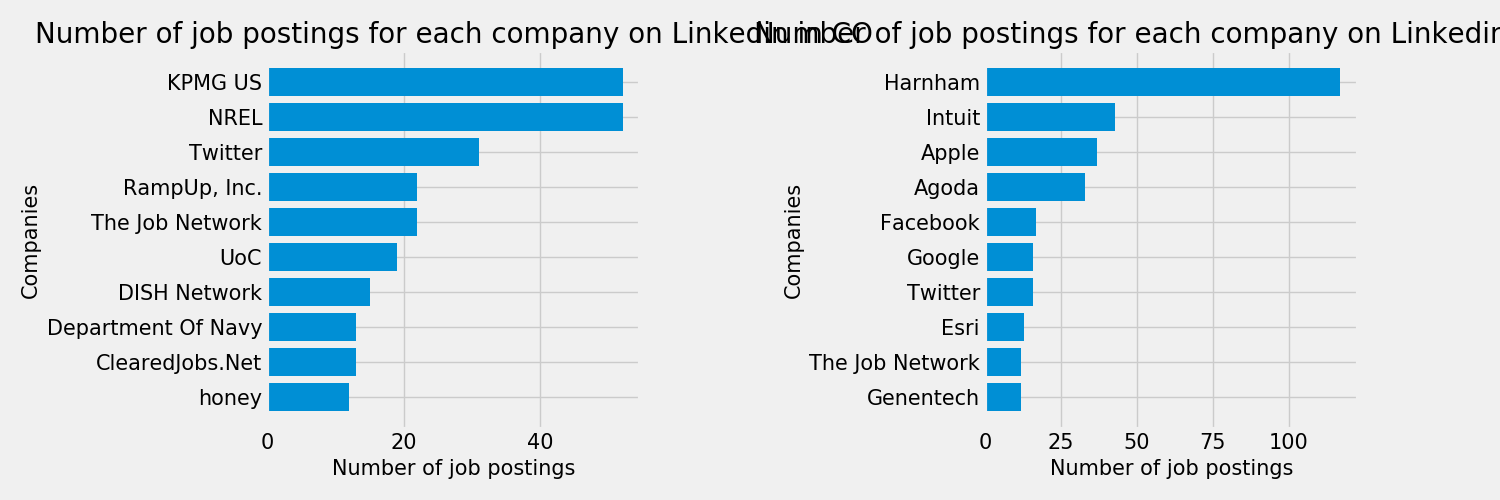 Number of job postings for each company on Linkedin in CO
Number of job postings for each company on Linkedin
Companies
KPMG US
NREL
Twitter
RampUp, Inc.
The Job Network
UoC
DISH Network
Department Of Navy
ClearedJobs.Net
honey
0 20 40
Number of job postings
Companies
Harnham
Intuit
Apple
Agoda
Facebook
Google
Twitter
Esri
The Job Network
Genentech
0 25 50 75 100
Number of job postings